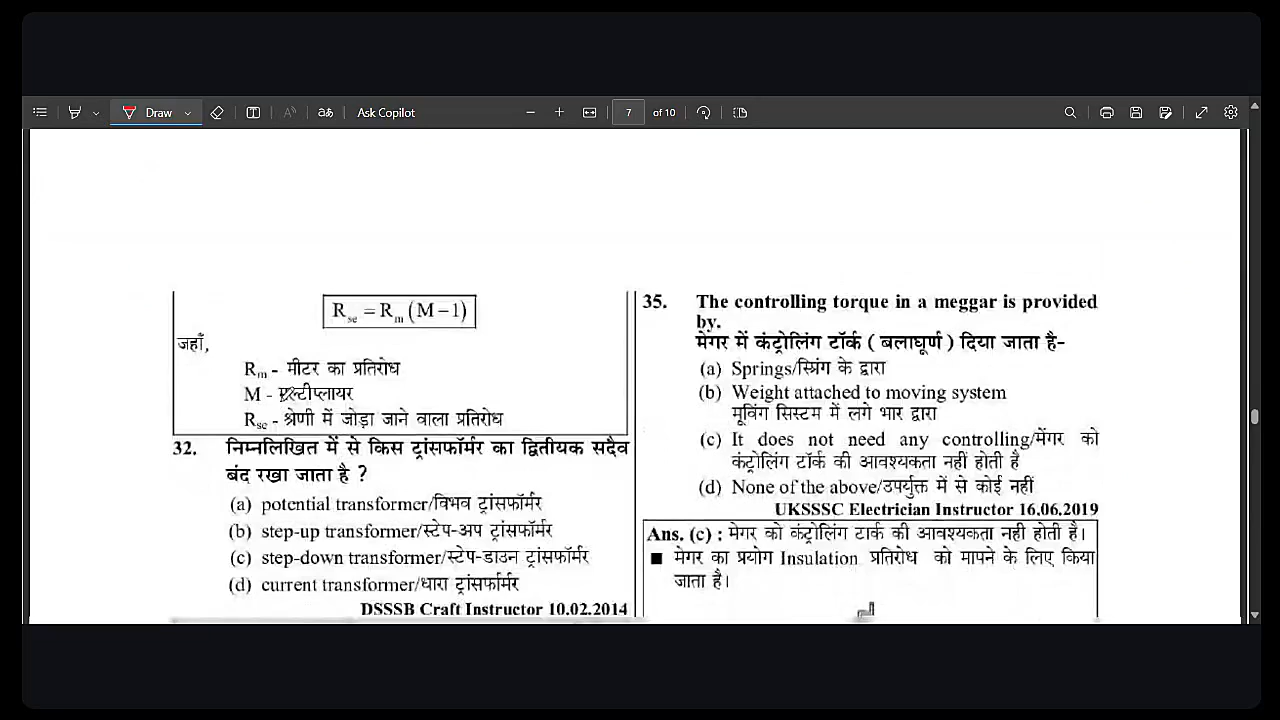 Draw
Ask Copilot
7 of 10
R_se = R_m (M – 1)
जहाँ,
R_m - मीटर का प्रतिरोध
M - मल्टीप्लायर
R_se - श्रेणी में जोड़ा जाने वाला प्रतिरोध
32. निम्नलिखित में से किस ट्रांसफॉर्मर का द्वितीयक सदैव
बंद रखा जाता है ?
(a) potential transformer/विभव ट्रांसफॉर्मर
(b) step-up transformer/स्टेप-अप ट्रांसफॉर्मर
(c) step-down transformer/स्टेप-डाउन ट्रांसफॉर्मर
(d) current transformer/धारा ट्रांसफॉर्मर
DSSSB Craft Instructor 10.02.2014
35. The controlling torque in a meggar is provided
by.
मेगर में कंट्रोलिंग टॉर्क ( बलाघूर्ण ) दिया जाता है-
(a) Springs/स्प्रिंग के द्वारा
(b) Weight attached to moving system
मूविंग सिस्टम में लगे भार द्वारा
(c) It does not need any controlling/मेंगर को
कंट्रोलिंग टॉर्क की आवश्यकता नहीं होती है
(d) None of the above/उपर्युक्त में से कोई नहीं
UKSSSC Electrician Instructor 16.06.2019
Ans. (c) : मेगर को कंट्रोलिंग टार्क की आवश्यकता नही होती है।
■ मेगर का प्रयोग Insulation प्रतिरोध को मापने के लिए किया
जाता है।